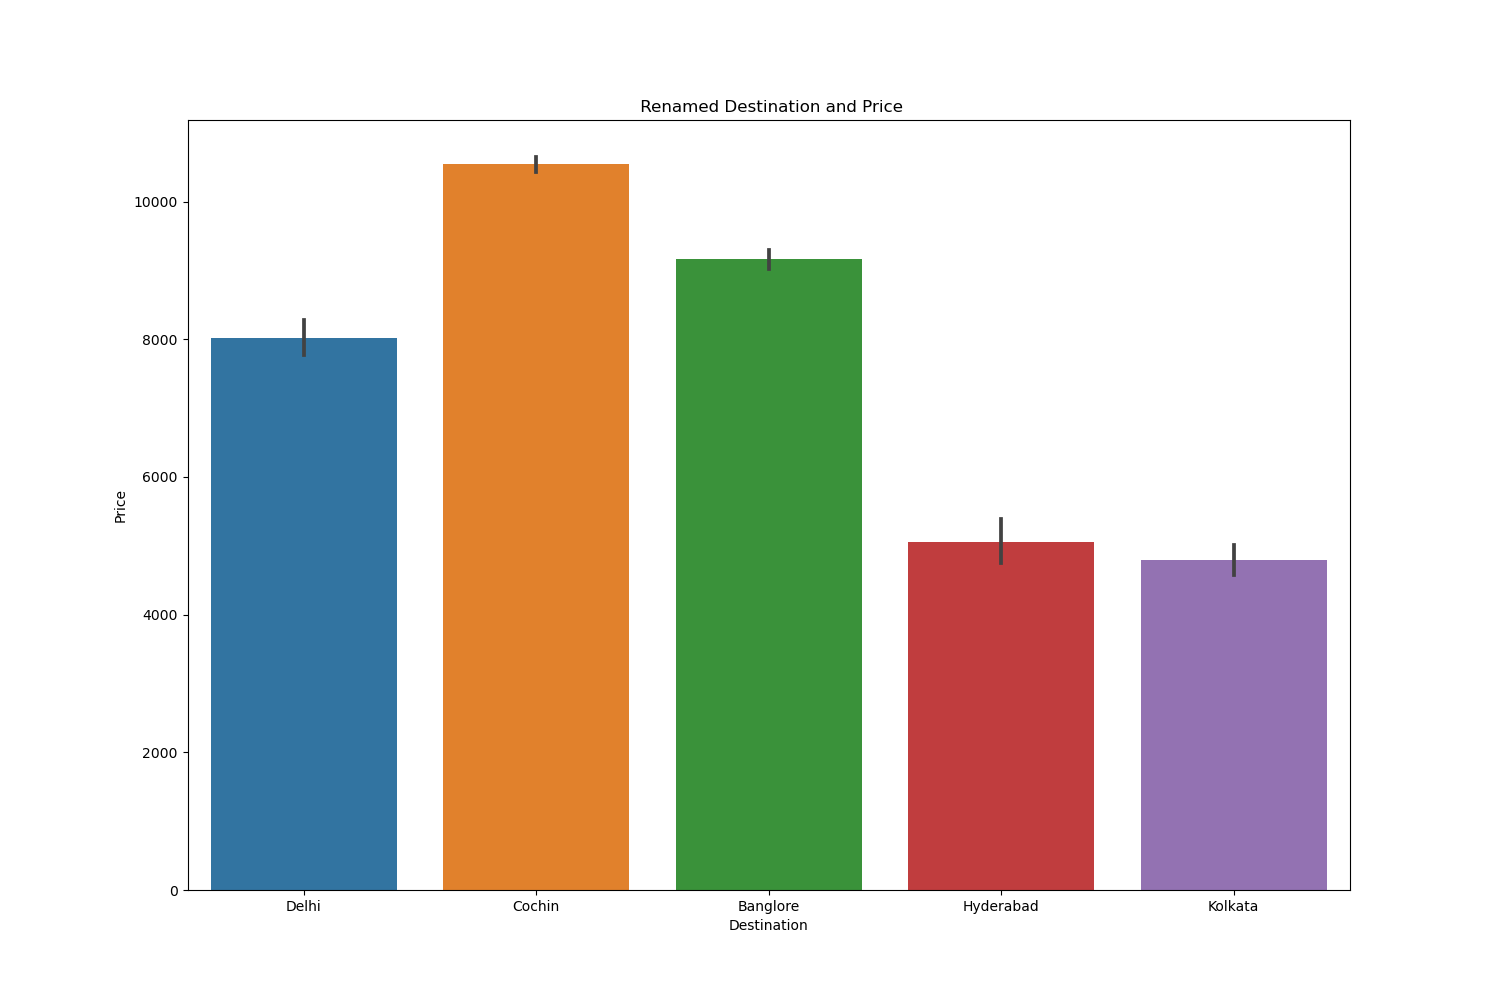 Renamed Destination and Price
Price
10000
8000
6000
4000
2000
0
Delhi
Cochin
Banglore
Hyderabad
Kolkata
Destination